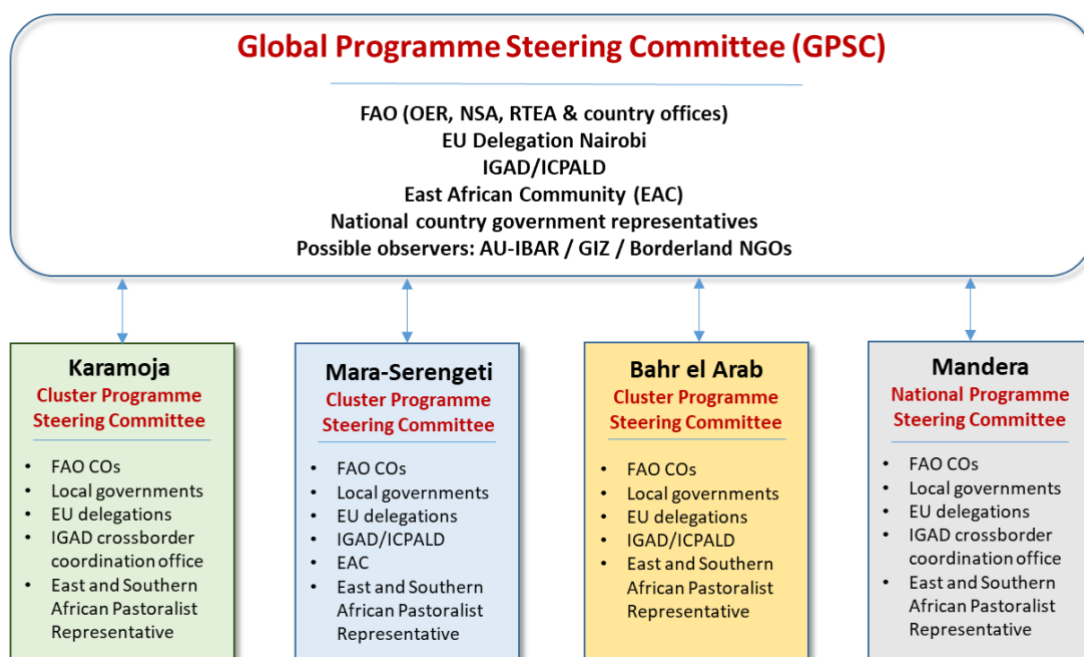 Global Programme Steering Committee (GPSC)
FAO (OER, NSA, RTEA & country offices)
EU Delegation Nairobi
IGAD/ICPALD
East African Community (EAC)
National country government representatives
Possible observers: AU-IBAR / GIZ / Borderland NGOs
Karamoja
Cluster Programme
Steering Committee
• FAO COs
• Local governments
• EU delegations
• IGAD crossborder
coordination office
• East and Southern
African Pastoralist
Representative
Mara-Serengeti
Cluster Programme
Steering Committee
• FAO COs
• Local governments
• EU delegations
• IGAD/ICPALD
• EAC
• East and Southern
African Pastoralist
Representative
Bahr el Arab
Cluster Programme
Steering Committee
• FAO COs
• Local governments
• EU delegations
• IGAD/ICPALD
• East and Southern
African Pastoralist
Representative
Mandera
National Programme
Steering Committee
• FAO COs
• Local governments
• EU delegations
• IGAD crossborder
coordination office
• East and Southern
African Pastoralist
Representative